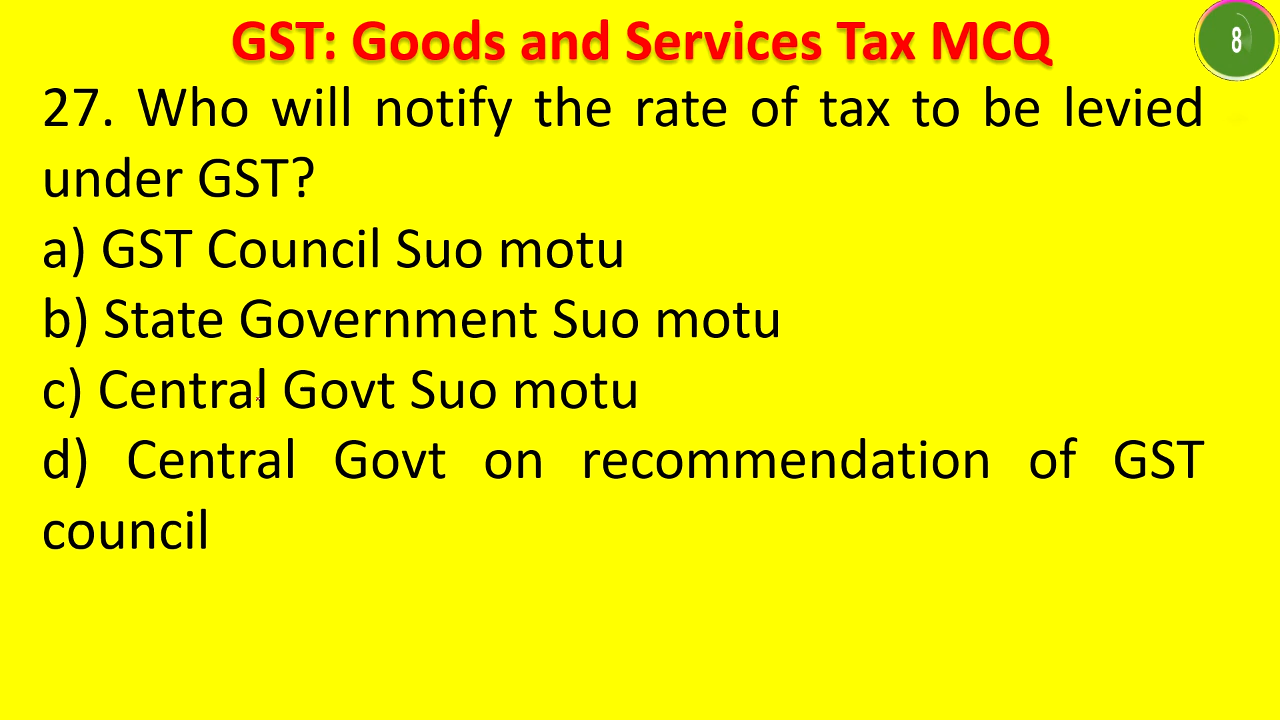 GST: Goods and Services Tax MCQ
8
27. Who will notify the rate of tax to be levied
under GST?
a) GST Council Suo motu
b) State Government Suo motu
c) Central Govt Suo motu
d) Central Govt on recommendation of GST
council